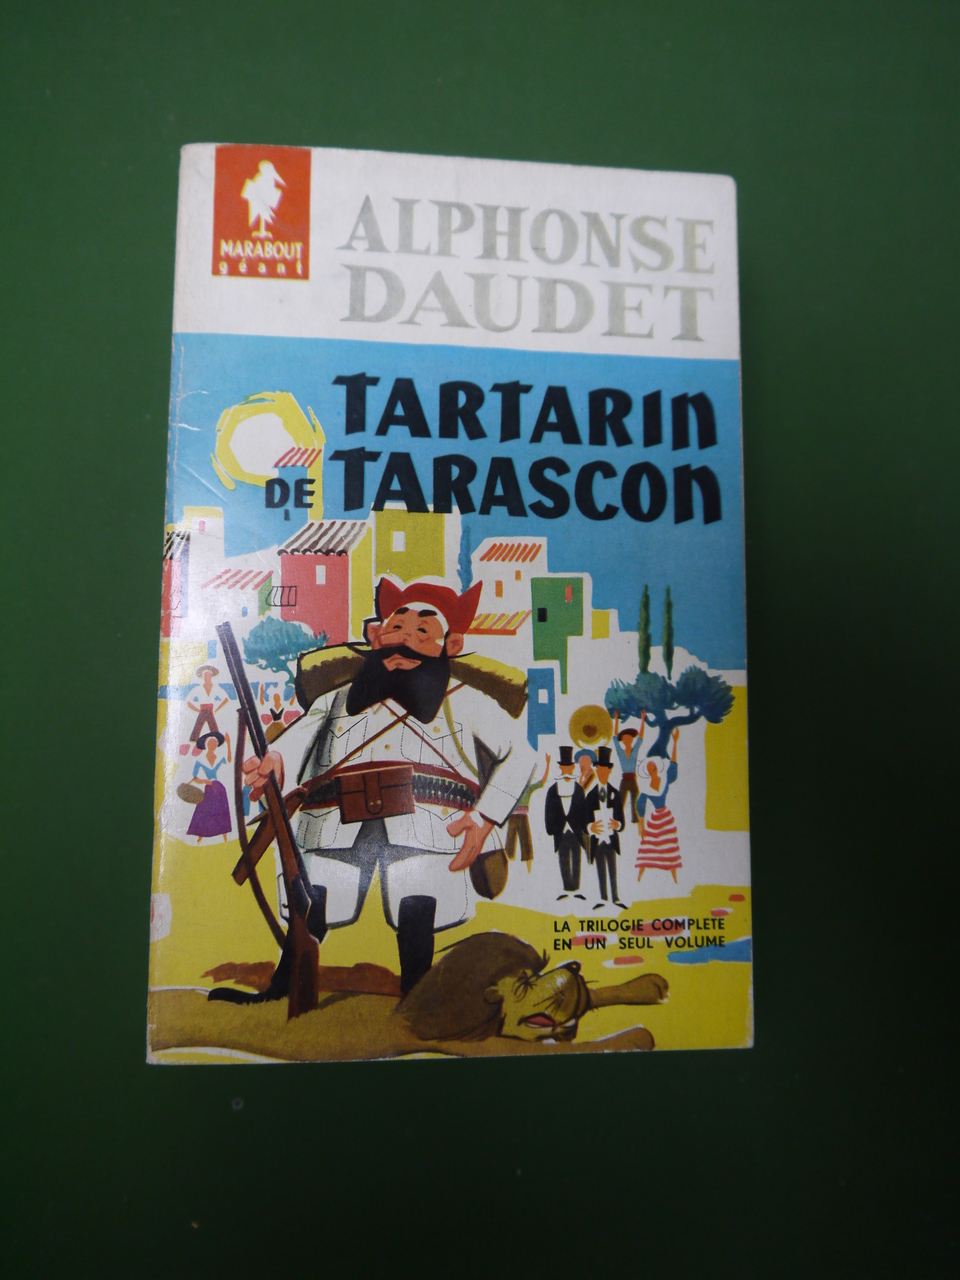 MARABOUT
géant
ALPHONSE
DAUDET
TARTARIN
DE TARASCON
LA TRILOGIE COMPLETE
EN UN SEUL VOLUME